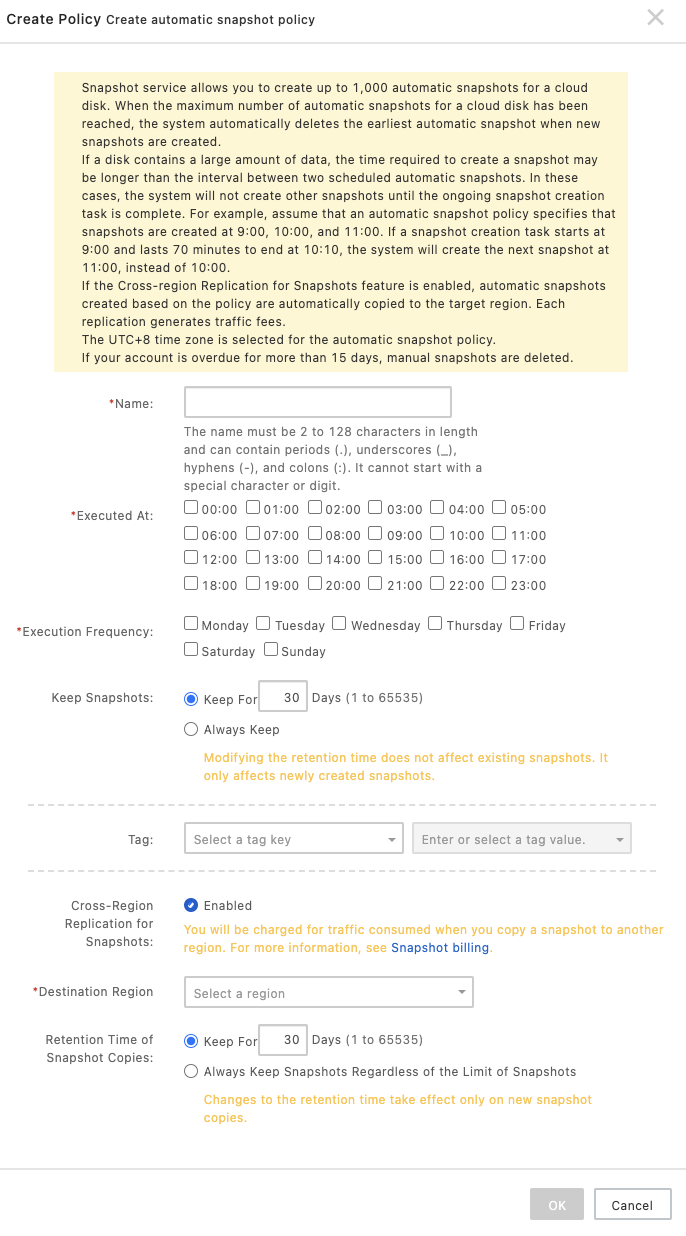 Create Policy Create automatic snapshot policy
Snapshot service allows you to create up to 1,000 automatic snapshots for a cloud
disk. When the maximum number of automatic snapshots for a cloud disk has been
reached, the system automatically deletes the earliest automatic snapshot when new
snapshots are created.
If a disk contains a large amount of data, the time required to create a snapshot may
be longer than the interval between two scheduled automatic snapshots. In these
cases, the system will not create other snapshots until the ongoing snapshot creation
task is complete. For example, assume that an automatic snapshot policy specifies that
snapshots are created at 9:00, 10:00, and 11:00. If a snapshot creation task starts at
9:00 and lasts 70 minutes to end at 10:10, the system will create the next snapshot at
11:00, instead of 10:00.
If the Cross-region Replication for Snapshots feature is enabled, automatic snapshots
created based on the policy are automatically copied to the target region. Each
replication generates traffic fees.
The UTC+8 time zone is selected for the automatic snapshot policy.
If your account is overdue for more than 15 days, manual snapshots are deleted.
*Name:
The name must be 2 to 128 characters in length
and can contain periods (.), underscores (_),
hyphens (-), and colons (:). It cannot start with a
special character or digit.
*Executed At:
00:00 01:00 02:00 03:00 04:00 05:00
06:00 07:00 08:00 09:00 10:00 11:00
12:00 13:00 14:00 15:00 16:00 17:00
18:00 19:00 20:00 21:00 22:00 23:00
*Execution Frequency:
Monday Tuesday Wednesday Thursday Friday
Saturday Sunday
Keep Snapshots:
Keep For 30 Days (1 to 65535)
Always Keep
Modifying the retention time does not affect existing snapshots. It
only affects newly created snapshots.
Tag:
Select a tag key
Enter or select a tag value.
Cross-Region
Replication for
Snapshots:
Enabled
You will be charged for traffic consumed when you copy a snapshot to another
region. For more information, see Snapshot billing.
*Destination Region
Select a region
Retention Time of
Snapshot Copies:
Keep For 30 Days (1 to 65535)
Always Keep Snapshots Regardless of the Limit of Snapshots
Changes to the retention time take effect only on new snapshot
copies.
OK
Cancel